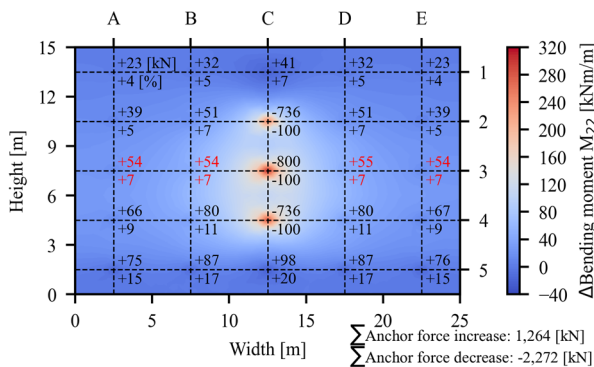 A B C D E
15
+23 [kN] +32 +41 +32 +23
1
+4 [%] +5 +7 +5 +4
12
+39 +51 -736 +51 +39
2
+5 +7 -100 +7 +5
9
+54 +54 -800 +55 +54
3
+7 +7 -100 +7 +7
6
+66 +80 -736 +80 +67
4
+9 +11 -100 +11 +9
3
+75 +87 +98 +87 +76
5
+15 +17 +20 +17 +15
0
0 5 10 15 20 25
Width [m]
Height [m]
320
280
240
200
160
120
80
40
0
−40
ΔBending moment M22 [kNm/m]
∑Anchor force increase: 1,264 [kN]
∑Anchor force decrease: -2,272 [kN]